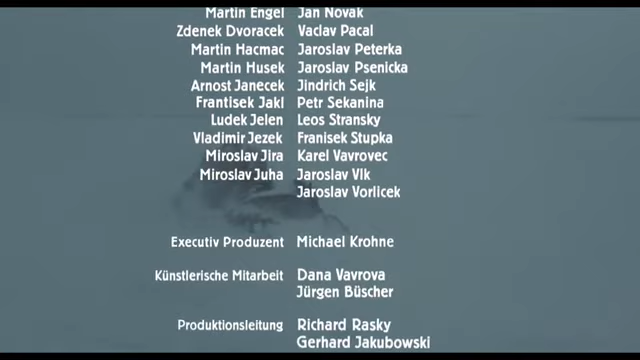 Martin Engel Jan Novak
Zdenek Dvoracek Vaclav Pacal
Martin Hacmac Jaroslav Peterka
Martin Husek Jaroslav Psenicka
Arnost Janecek Jindrich Sejk
Frantisek Jakl Petr Sekanina
Ludek Jelen Leos Stransky
Vladimir Jezek Franisek Stupka
Miroslav Jira Karel Vavrovec
Miroslav Juha Jaroslav Vlk
Jaroslav Vorlicek
Executiv Produzent Michael Krohne
Künstlerische Mitarbeit Dana Vavrova
Jürgen Büscher
Produktionsleitung Richard Rasky
Gerhard Jakubowski